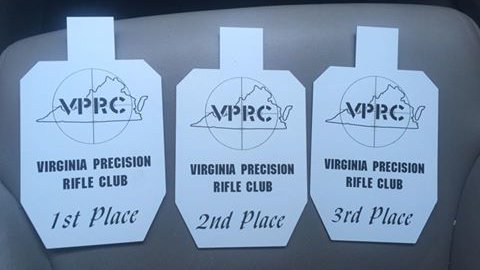 VPRC
VIRGINIA PRECISION
RIFLE CLUB
1st Place
VPRC
VIRGINIA PRECISION
RIFLE CLUB
2nd Place
VPRC
VIRGINIA PRECISION
RIFLE CLUB
3rd Place